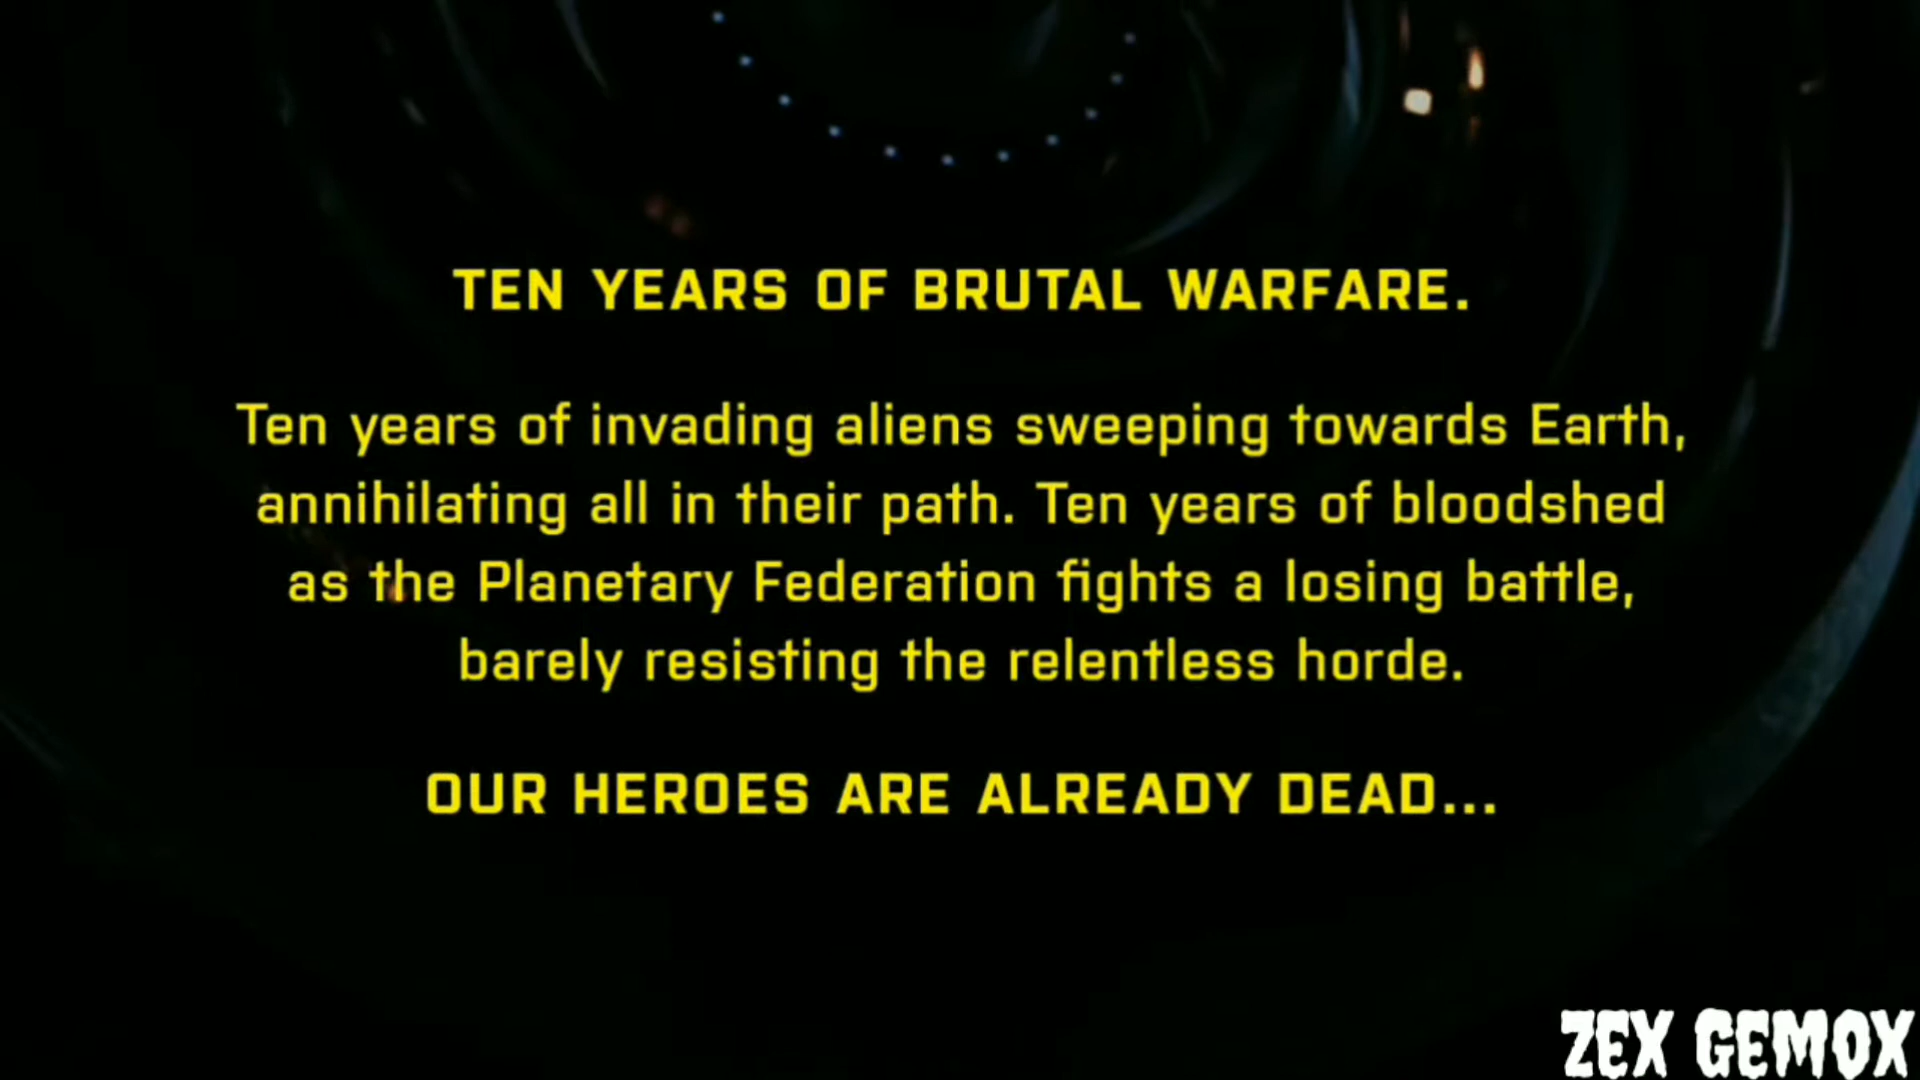 TEN YEARS OF BRUTAL WARFARE.
Ten years of invading aliens sweeping towards Earth,
annihilating all in their path. Ten years of bloodshed
as the Planetary Federation fights a losing battle,
barely resisting the relentless horde.
OUR HEROES ARE ALREADY DEAD...
ZEX GEMOX